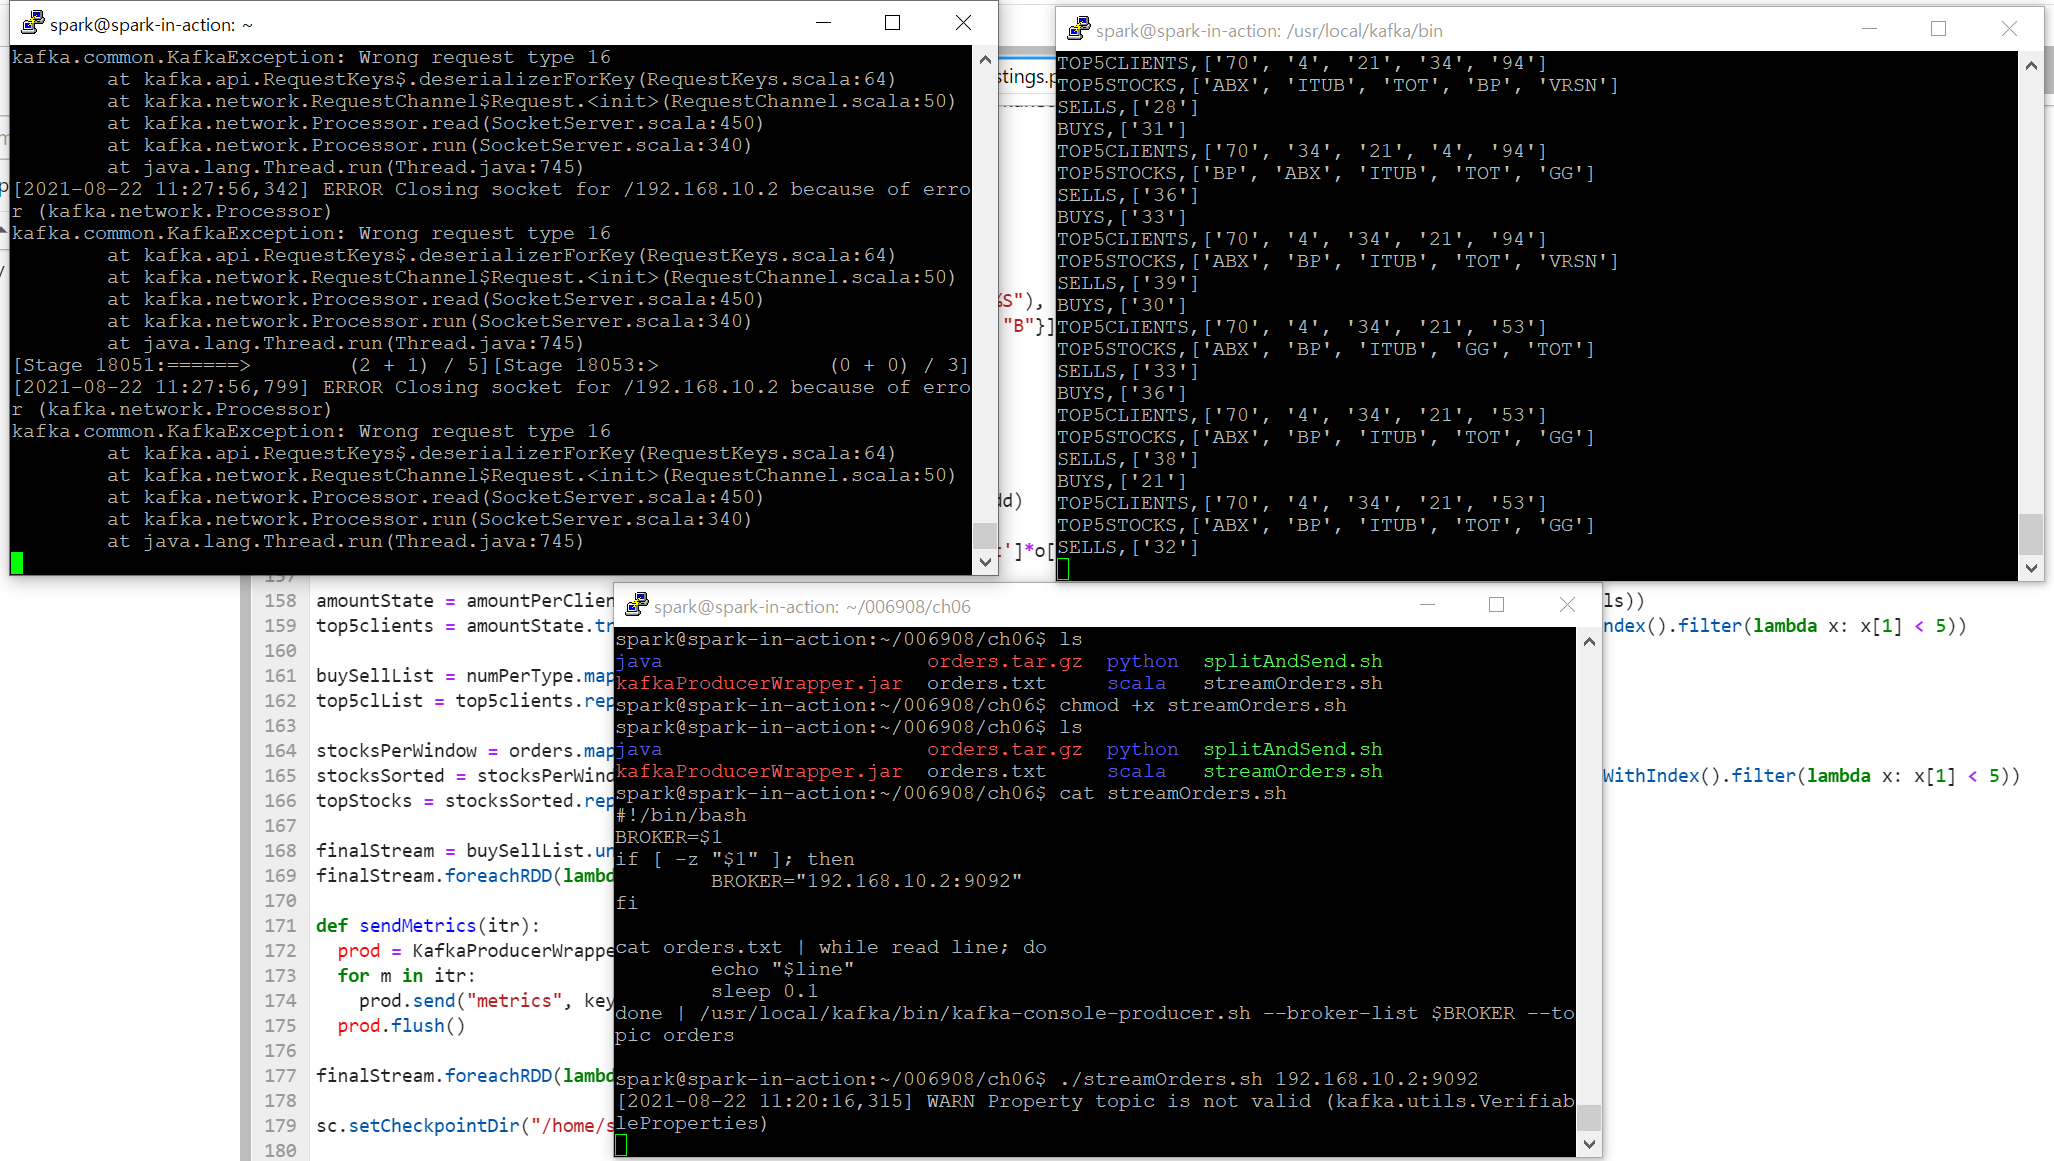 spark@spark-in-action: ~
kafka.common.KafkaException: Wrong request type 16
        at kafka.api.RequestKeys$.deserializerForKey(RequestKeys.scala:64)
        at kafka.network.RequestChannel$Request.<init>(RequestChannel.scala:50)
        at kafka.network.Processor.read(SocketServer.scala:450)
        at kafka.network.Processor.run(SocketServer.scala:340)
        at java.lang.Thread.run(Thread.java:745)
[2021-08-22 11:27:56,342] ERROR Closing socket for /192.168.10.2 because of erro
r (kafka.network.Processor)
kafka.common.KafkaException: Wrong request type 16
        at kafka.api.RequestKeys$.deserializerForKey(RequestKeys.scala:64)
        at kafka.network.RequestChannel$Request.<init>(RequestChannel.scala:50)
        at kafka.network.Processor.read(SocketServer.scala:450)
        at kafka.network.Processor.run(SocketServer.scala:340)
        at java.lang.Thread.run(Thread.java:745)
[Stage 18051:======>        (2 + 1) / 5][Stage 18053:>              (0 + 0) / 3]
[2021-08-22 11:27:56,799] ERROR Closing socket for /192.168.10.2 because of erro
r (kafka.network.Processor)
kafka.common.KafkaException: Wrong request type 16
        at kafka.api.RequestKeys$.deserializerForKey(RequestKeys.scala:64)
        at kafka.network.RequestChannel$Request.<init>(RequestChannel.scala:50)
        at kafka.network.Processor.read(SocketServer.scala:450)
        at kafka.network.Processor.run(SocketServer.scala:340)
        at java.lang.Thread.run(Thread.java:745)
stings.p
%S"),
"B"}]
dd)
']*o[
spark@spark-in-action: /usr/local/kafka/bin
TOP5CLIENTS,['70', '4', '21', '34', '94']
TOP5STOCKS,['ABX', 'ITUB', 'TOT', 'BP', 'VRSN']
SELLS,['28']
BUYS,['31']
TOP5CLIENTS,['70', '34', '21', '4', '94']
TOP5STOCKS,['BP', 'ABX', 'ITUB', 'TOT', 'GG']
SELLS,['36']
BUYS,['33']
TOP5CLIENTS,['70', '4', '34', '21', '94']
TOP5STOCKS,['ABX', 'BP', 'ITUB', 'TOT', 'VRSN']
SELLS,['39']
BUYS,['30']
TOP5CLIENTS,['70', '4', '34', '21', '53']
TOP5STOCKS,['ABX', 'BP', 'ITUB', 'GG', 'TOT']
SELLS,['33']
BUYS,['36']
TOP5CLIENTS,['70', '4', '34', '21', '53']
TOP5STOCKS,['ABX', 'BP', 'ITUB', 'TOT', 'GG']
SELLS,['38']
BUYS,['21']
TOP5CLIENTS,['70', '4', '34', '21', '53']
TOP5STOCKS,['ABX', 'BP', 'ITUB', 'TOT', 'GG']
SELLS,['32']
157
158 amountState = amountPerClien
159 top5clients = amountState.tr
160
161 buySellList = numPerType.map
162 top5clList = top5clients.rep
163
164 stocksPerWindow = orders.map
165 stocksSorted = stocksPerWind
166 topStocks = stocksSorted.rep
167
168 finalStream = buySellList.un
169 finalStream.foreachRDD(lambd
170
171 def sendMetrics(itr):
172   prod = KafkaProducerWrappe
173   for m in itr:
174     prod.send("metrics", key
175   prod.flush()
176
177 finalStream.foreachRDD(lambd
178
179 sc.setCheckpointDir("/home/s
180
spark@spark-in-action: ~/006908/ch06
spark@spark-in-action:~/006908/ch06$ ls
java                      orders.tar.gz  python  splitAndSend.sh
kafkaProducerWrapper.jar  orders.txt     scala   streamOrders.sh
spark@spark-in-action:~/006908/ch06$ chmod +x streamOrders.sh
spark@spark-in-action:~/006908/ch06$ ls
java                      orders.tar.gz  python  splitAndSend.sh
kafkaProducerWrapper.jar  orders.txt     scala   streamOrders.sh
spark@spark-in-action:~/006908/ch06$ cat streamOrders.sh
#!/bin/bash
BROKER=$1
if [ -z "$1" ]; then
        BROKER="192.168.10.2:9092"
fi
cat orders.txt | while read line; do
        echo "$line"
        sleep 0.1
done | /usr/local/kafka/bin/kafka-console-producer.sh --broker-list $BROKER --to
pic orders
spark@spark-in-action:~/006908/ch06$ ./streamOrders.sh 192.168.10.2:9092
[2021-08-22 11:20:16,315] WARN Property topic is not valid (kafka.utils.Verifiab
leProperties)
ls))
ndex().filter(lambda x: x[1] < 5))
WithIndex().filter(lambda x: x[1] < 5))